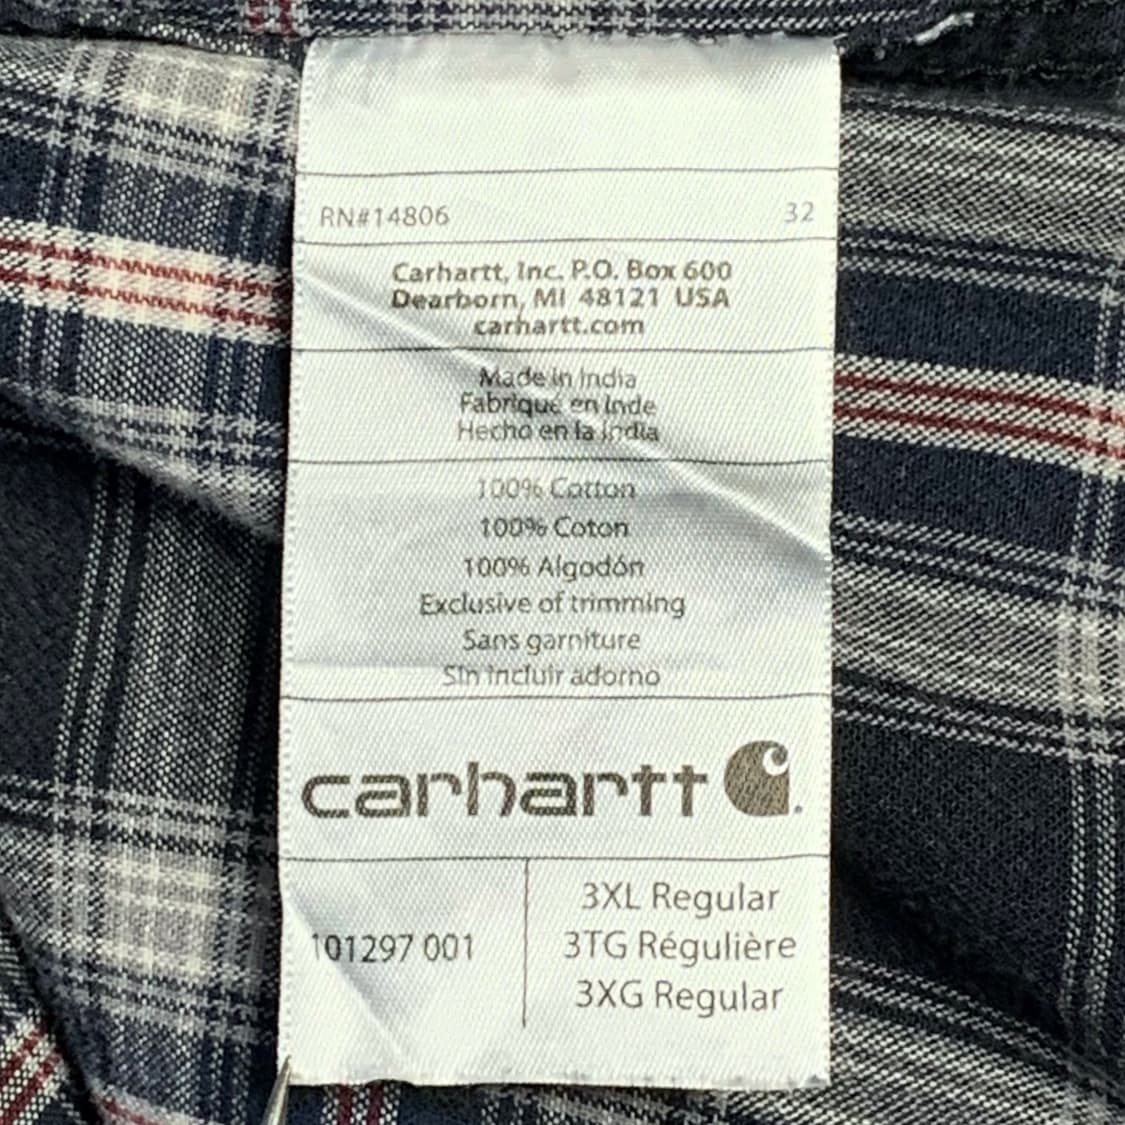 RN#14806 32
Carhartt, Inc. P.O. Box 600
Dearborn, MI 48121 USA
carhartt.com
Made in India
Fabriqué en Inde
Hecho en la India
100% Cotton
100% Coton
100% Algodón
Exclusive of trimming
Sans garniture
Sin incluir adorno
carhartt
101297 001
3XL Regular
3TG Régulière
3XG Regular